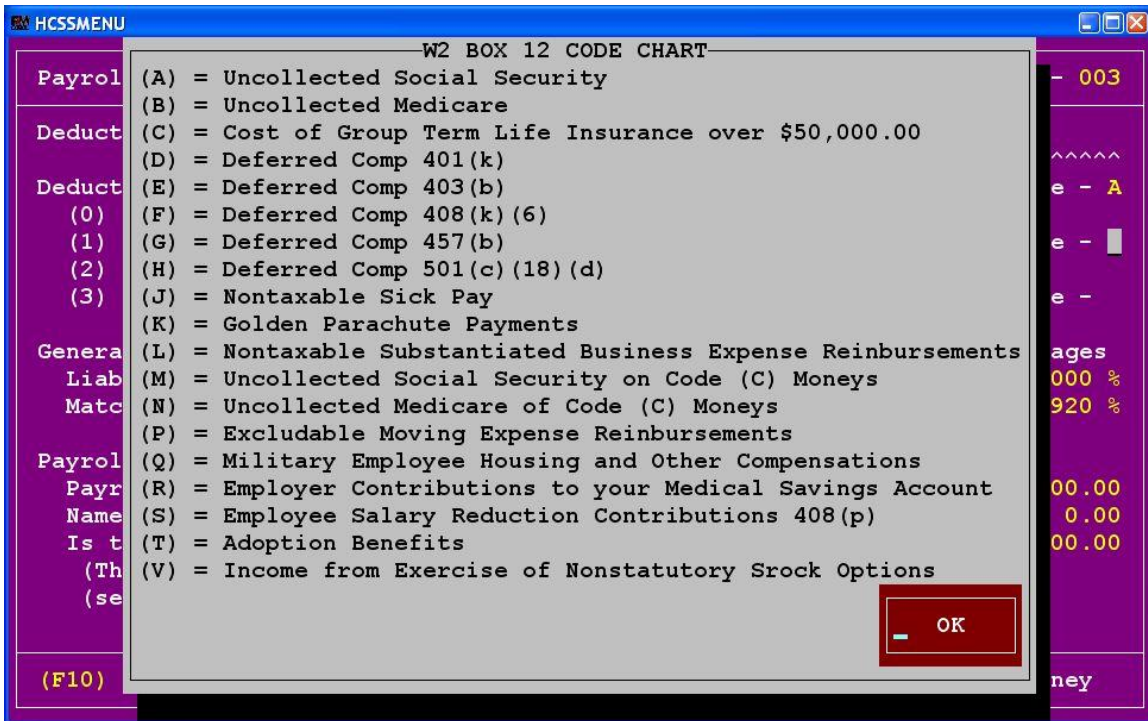 HCSSMENU
W2 BOX 12 CODE CHART
Payrol (A) = Uncollected Social Security - 003
(B) = Uncollected Medicare
Deduct (C) = Cost of Group Term Life Insurance over $50,000.00
(D) = Deferred Comp 401(k) ^^^^^
Deduct (E) = Deferred Comp 403(b) e - A
(0) (F) = Deferred Comp 408(k)(6)
(1) (G) = Deferred Comp 457(b) e -
(2) (H) = Deferred Comp 501(c)(18)(d)
(3) (J) = Nontaxable Sick Pay e -
(K) = Golden Parachute Payments
Genera (L) = Nontaxable Substantiated Business Expense Reinbursements ages
Liab (M) = Uncollected Social Security on Code (C) Moneys 000 %
Matc (N) = Uncollected Medicare of Code (C) Moneys 920 %
(P) = Excludable Moving Expense Reinbursements
Payrol (Q) = Military Employee Housing and Other Compensations
Payr (R) = Employer Contributions to your Medical Savings Account 00.00
Name (S) = Employee Salary Reduction Contributions 408(p) 0.00
Is t (T) = Adoption Benefits 00.00
(Th (V) = Income from Exercise of Nonstatutory Srock Options
(se
OK
(F10) ney